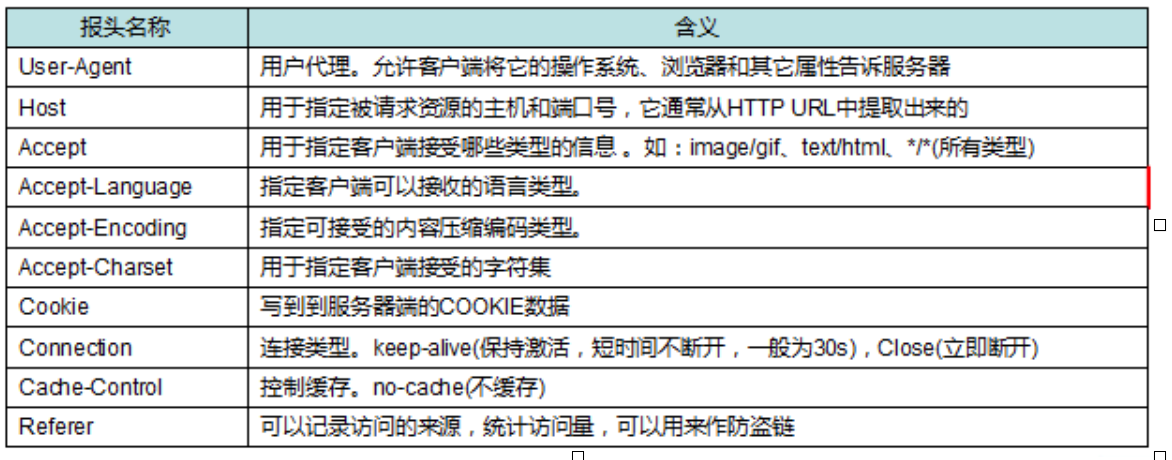 报头名称 含义
User-Agent 用户代理。允许客户端将它的操作系统、浏览器和其它属性告诉服务器
Host 用于指定被请求资源的主机和端口号，它通常从HTTP URL中提取出来的
Accept 用于指定客户端接受哪些类型的信息 。如：image/gif、text/html、*/*(所有类型)
Accept-Language 指定客户端可以接收的语言类型。
Accept-Encoding 指定可接受的内容压缩编码类型。
Accept-Charset 用于指定客户端接受的字符集
Cookie 写到到服务器端的COOKIE数据
Connection 连接类型。keep-alive(保持激活，短时间不断开，一般为30s)，Close(立即断开)
Cache-Control 控制缓存。no-cache(不缓存)
Referer 可以记录访问的来源，统计访问量，可以用来作防盗链